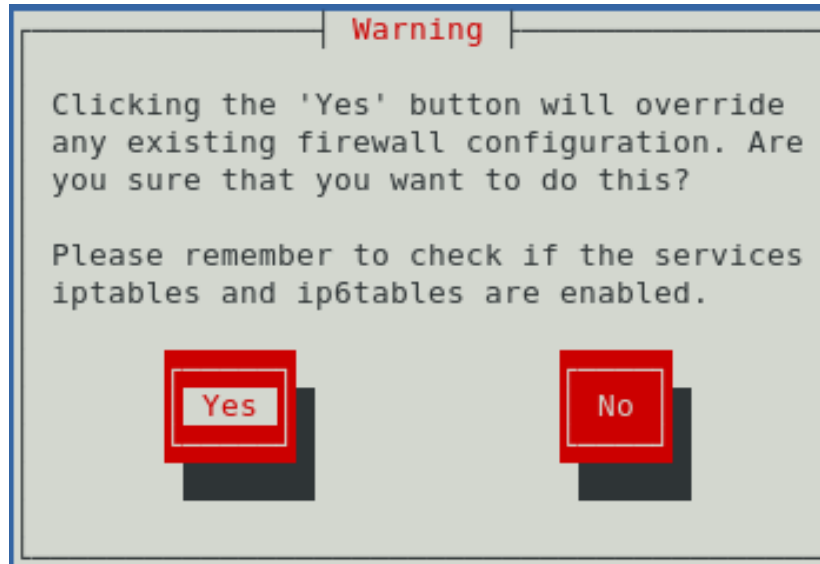 Warning
Clicking the 'Yes' button will override
any existing firewall configuration. Are
you sure that you want to do this?
Please remember to check if the services
iptables and ip6tables are enabled.
Yes No